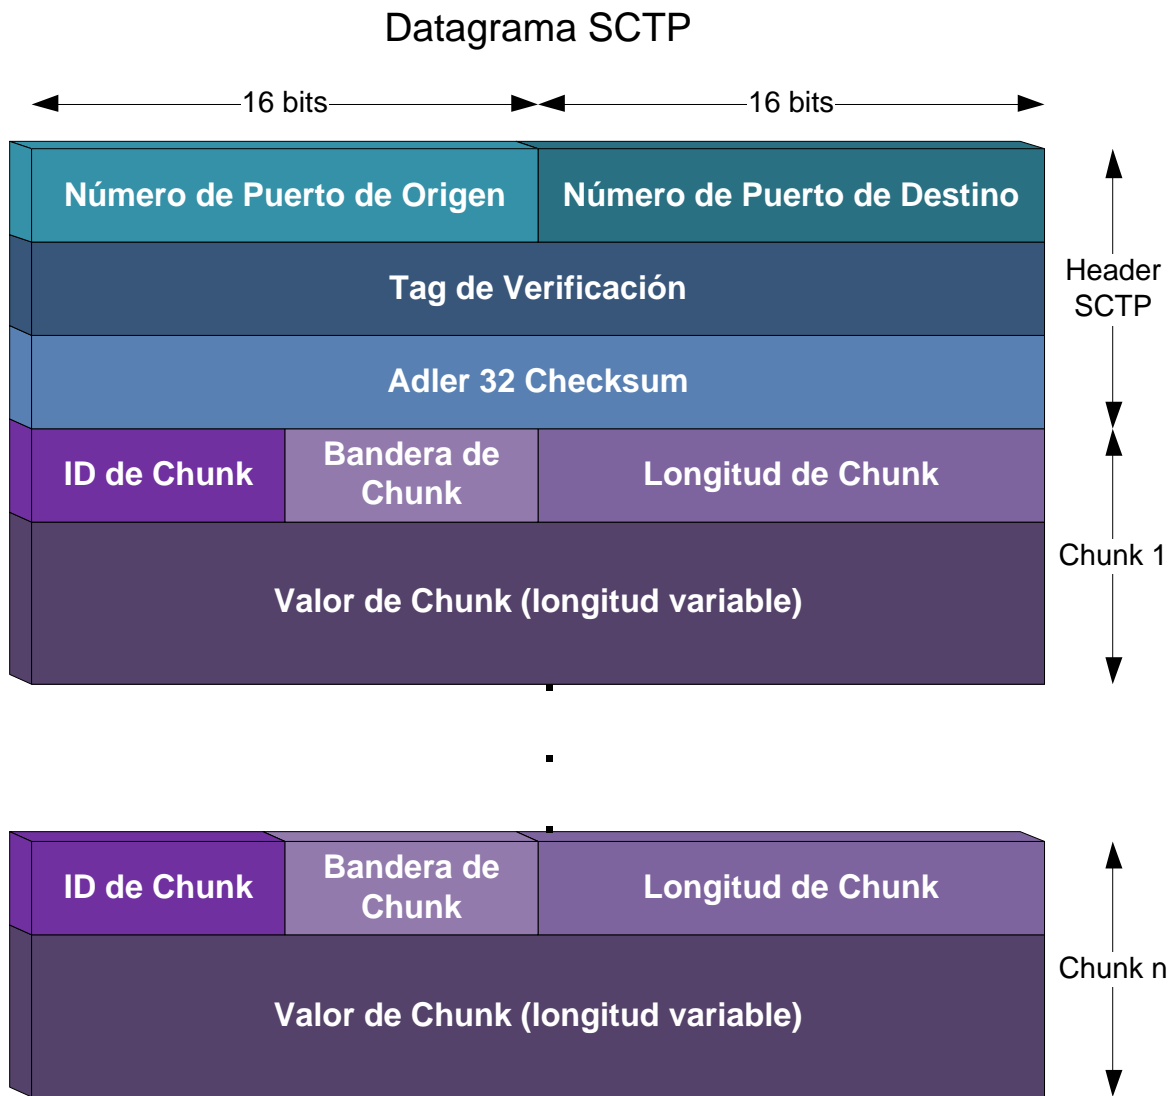 Datagrama SCTP
16 bits
16 bits
Número de Puerto de Origen
Número de Puerto de Destino
Header
SCTP
Tag de Verificación
Adler 32 Checksum
ID de Chunk
Bandera de
Chunk
Longitud de Chunk
Chunk 1
Valor de Chunk (longitud variable)
ID de Chunk
Bandera de
Chunk
Longitud de Chunk
Chunk n
Valor de Chunk (longitud variable)